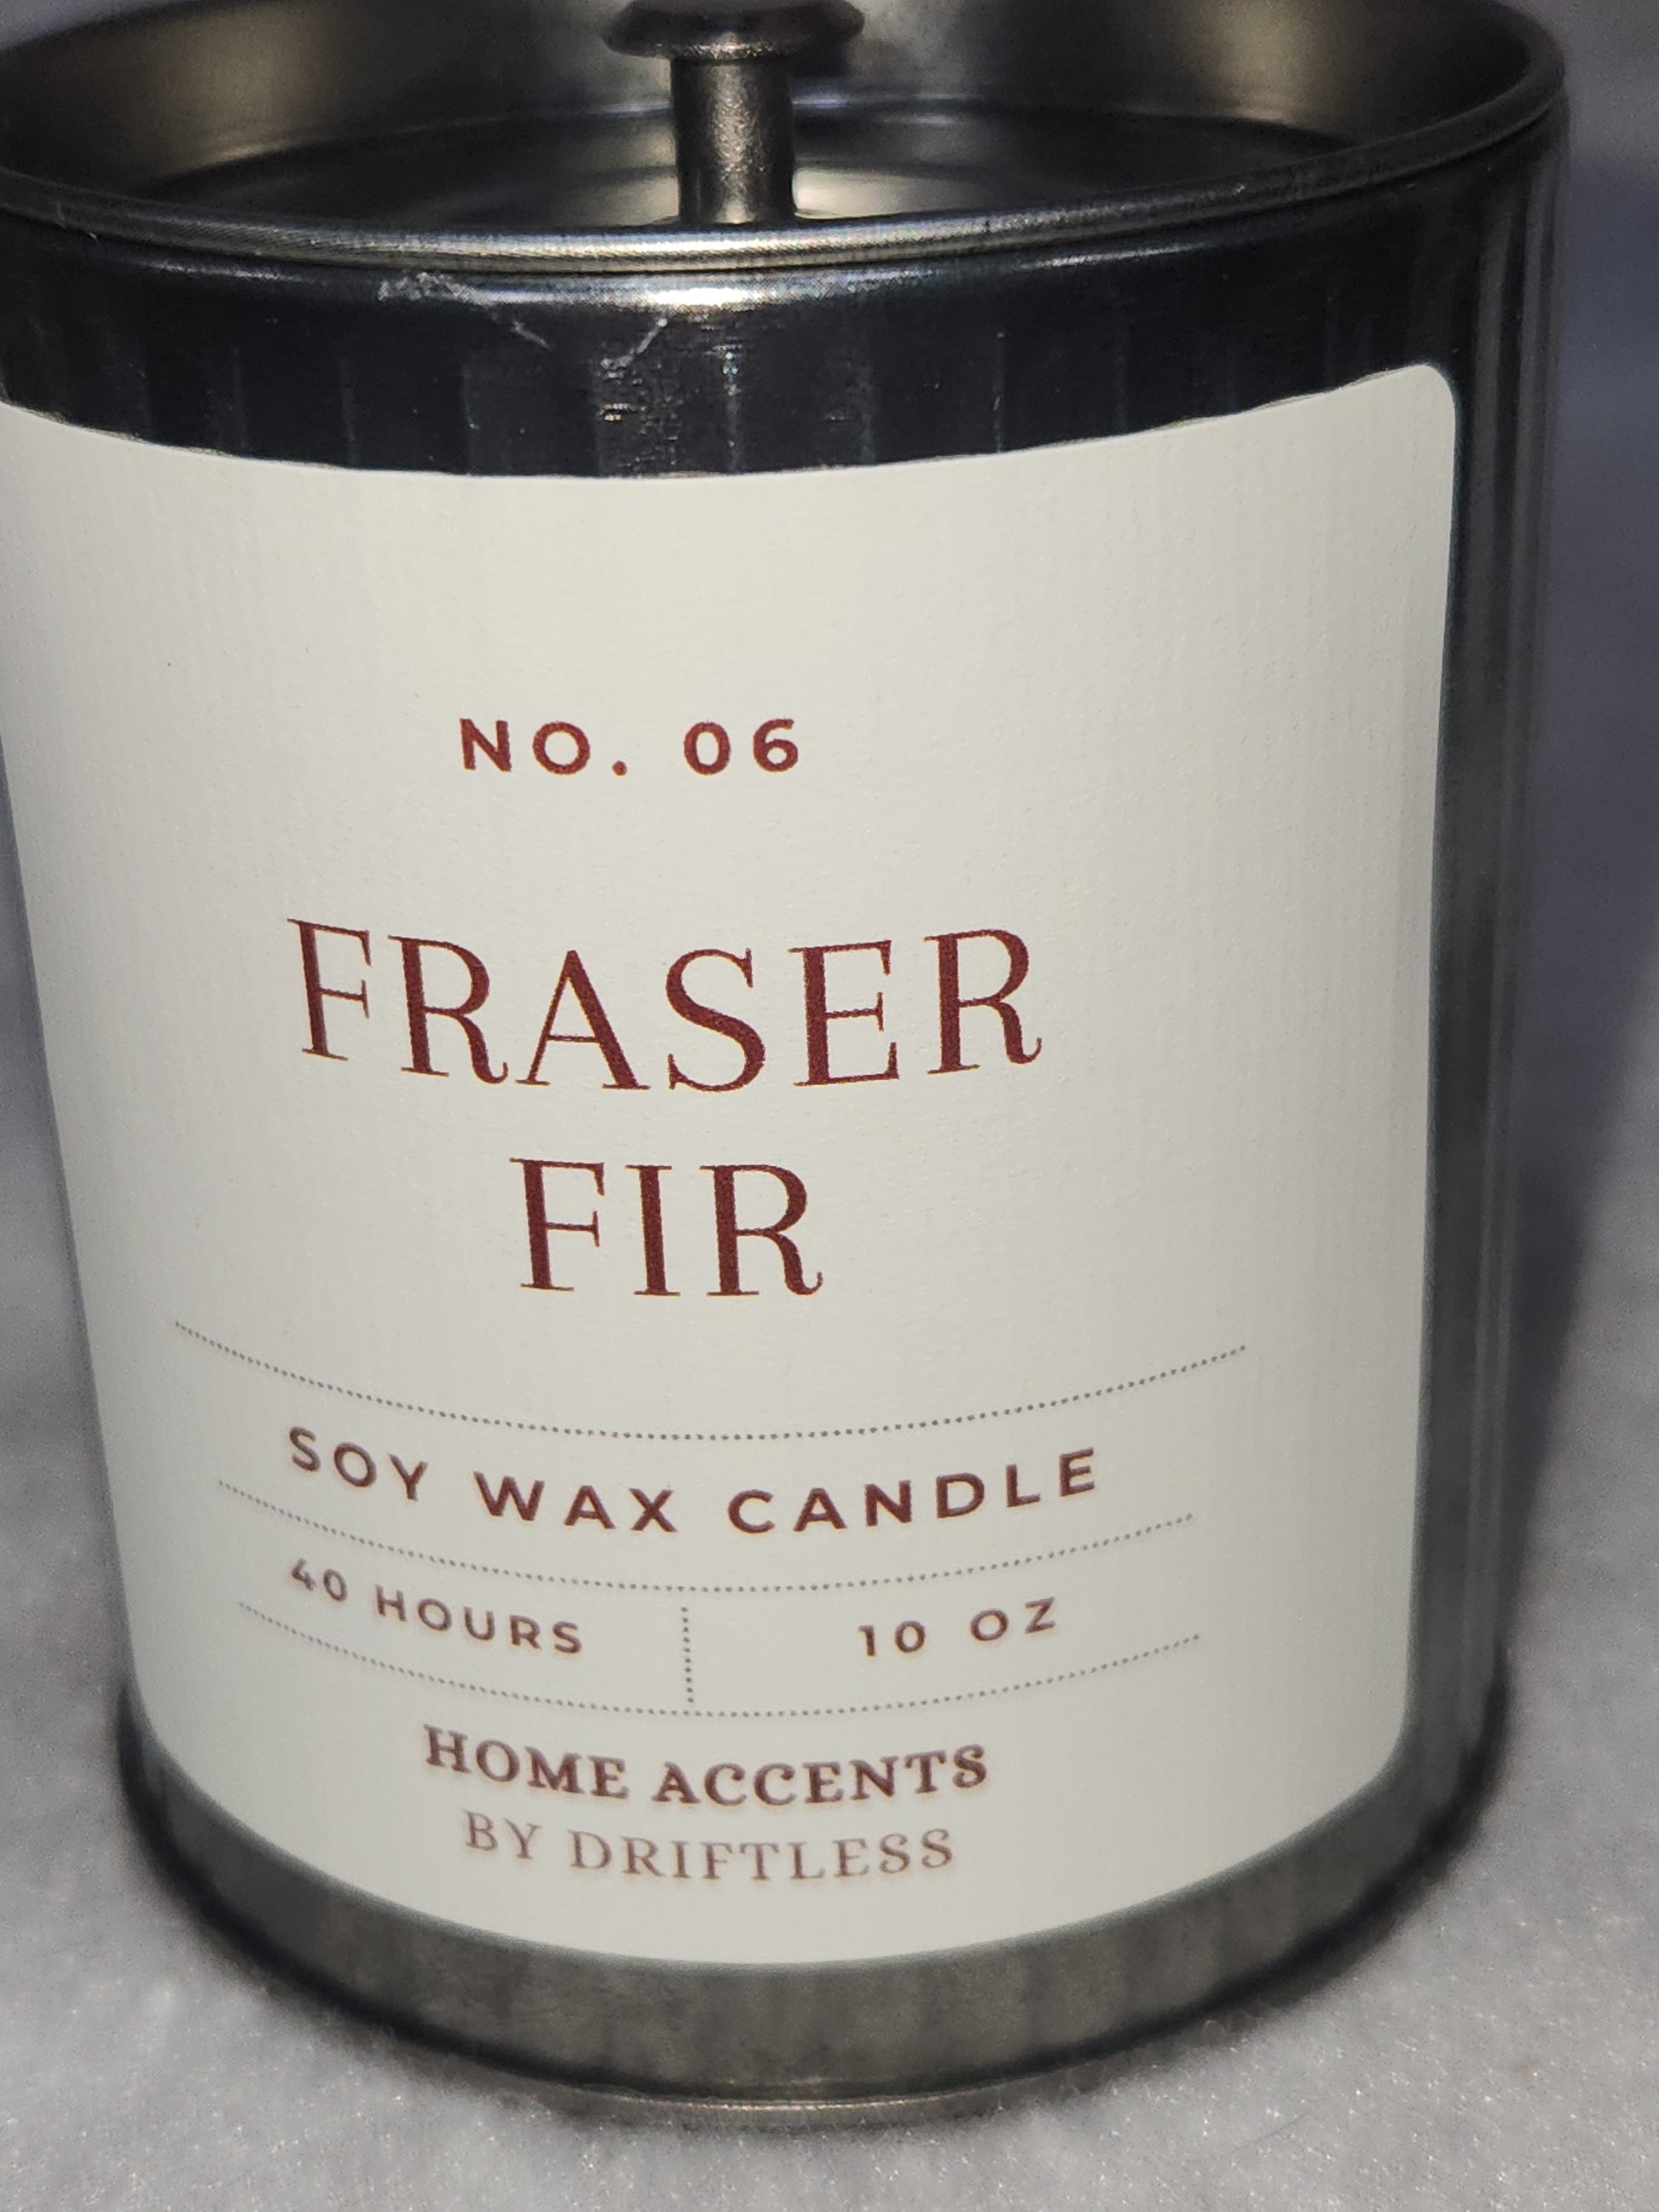 NO. 06
FRASER
FIR
SOY WAX CANDLE
40 HOURS
10 OZ
HOME ACCENTS
BY DRIFTLESS